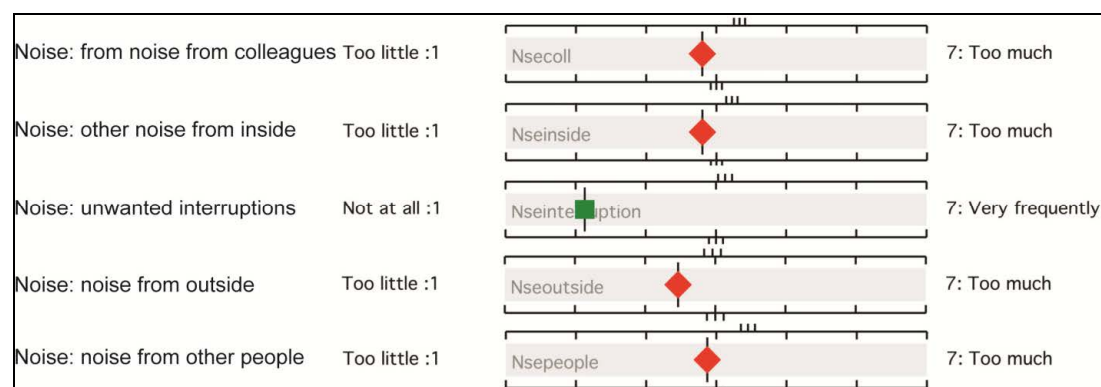 Noise: from noise from colleagues Too little :1 Nsecoll 7: Too much
Noise: other noise from inside Too little :1 Nseinside 7: Too much
Noise: unwanted interruptions Not at all :1 Nseinte uption 7: Very frequently
Noise: noise from outside Too little :1 Nseoutside 7: Too much
Noise: noise from other people Too little :1 Nsepeople 7: Too much